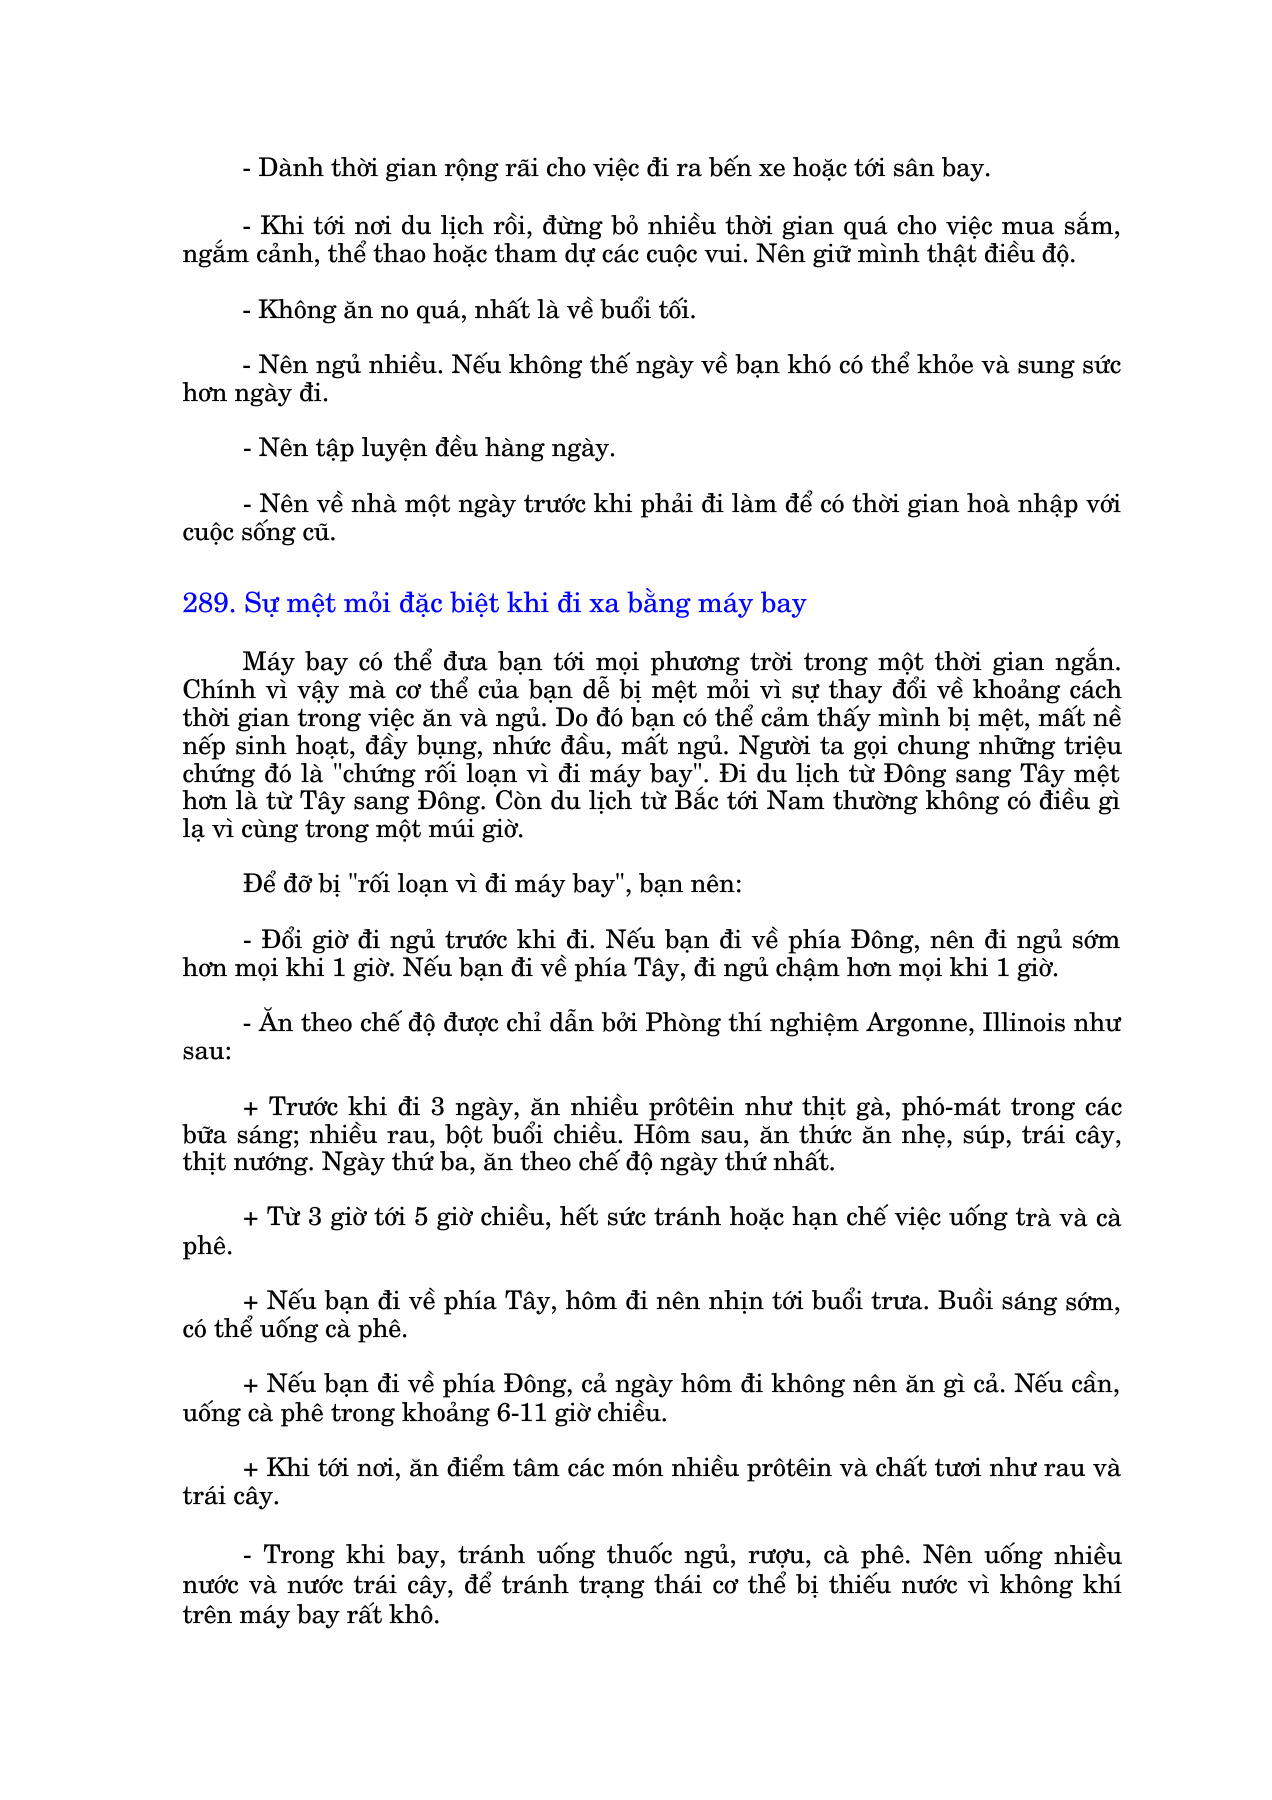 - Dành thời gian rộng rãi cho việc đi ra bến xe hoặc tới sân bay.
- Khi tới nơi du lịch rồi, đừng bỏ nhiều thời gian quá cho việc mua sắm,
ngắm cảnh, thể thao hoặc tham dự các cuộc vui. Nên giữ mình thật điều độ.
- Không ăn no quá, nhất là về buổi tối.
- Nên ngủ nhiều. Nếu không thế ngày về bạn khó có thể khỏe và sung sức
hơn ngày đi.
- Nên tập luyện đều hàng ngày.
- Nên về nhà một ngày trước khi phải đi làm để có thời gian hoà nhập với
cuộc sống cũ.
289. Sự mệt mỏi đặc biệt khi đi xa bằng máy bay
Máy bay có thể đưa bạn tới mọi phương trời trong một thời gian ngắn.
Chính vì vậy mà cơ thể của bạn dễ bị mệt mỏi vì sự thay đổi về khoảng cách
thời gian trong việc ăn và ngủ. Do đó bạn có thể cảm thấy mình bị mệt, mất nề
nếp sinh hoạt, đầy bụng, nhức đầu, mất ngủ. Người ta gọi chung những triệu
chứng đó là "chứng rối loạn vì đi máy bay". Đi du lịch từ Đông sang Tây mệt
hơn là từ Tây sang Đông. Còn du lịch từ Bắc tới Nam thường không có điều gì
lạ vì cùng trong một múi giờ.
Để đỡ bị "rối loạn vì đi máy bay", bạn nên:
- Đổi giờ đi ngủ trước khi đi. Nếu bạn đi về phía Đông, nên đi ngủ sớm
hơn mọi khi 1 giờ. Nếu bạn đi về phía Tây, đi ngủ chậm hơn mọi khi 1 giờ.
- Ăn theo chế độ được chỉ dẫn bởi Phòng thí nghiệm Argonne, Illinois như
sau:
+ Trước khi đi 3 ngày, ăn nhiều prôtêin như thịt gà, phó-mát trong các
bữa sáng; nhiều rau, bột buổi chiều. Hôm sau, ăn thức ăn nhẹ, súp, trái cây,
thịt nướng. Ngày thứ ba, ăn theo chế độ ngày thứ nhất.
+ Từ 3 giờ tới 5 giờ chiều, hết sức tránh hoặc hạn chế việc uống trà và cà
phê.
+ Nếu bạn đi về phía Tây, hôm đi nên nhịn tới buổi trưa. Buồi sáng sớm,
có thể uống cà phê.
+ Nếu bạn đi về phía Đông, cả ngày hôm đi không nên ăn gì cả. Nếu cần,
uống cà phê trong khoảng 6-11 giờ chiều.
+ Khi tới nơi, ăn điểm tâm các món nhiều prôtêin và chất tươi như rau và
trái cây.
- Trong khi bay, tránh uống thuốc ngủ, rượu, cà phê. Nên uống nhiều
nước và nước trái cây, để tránh trạng thái cơ thể bị thiếu nước vì không khí
trên máy bay rất khô.